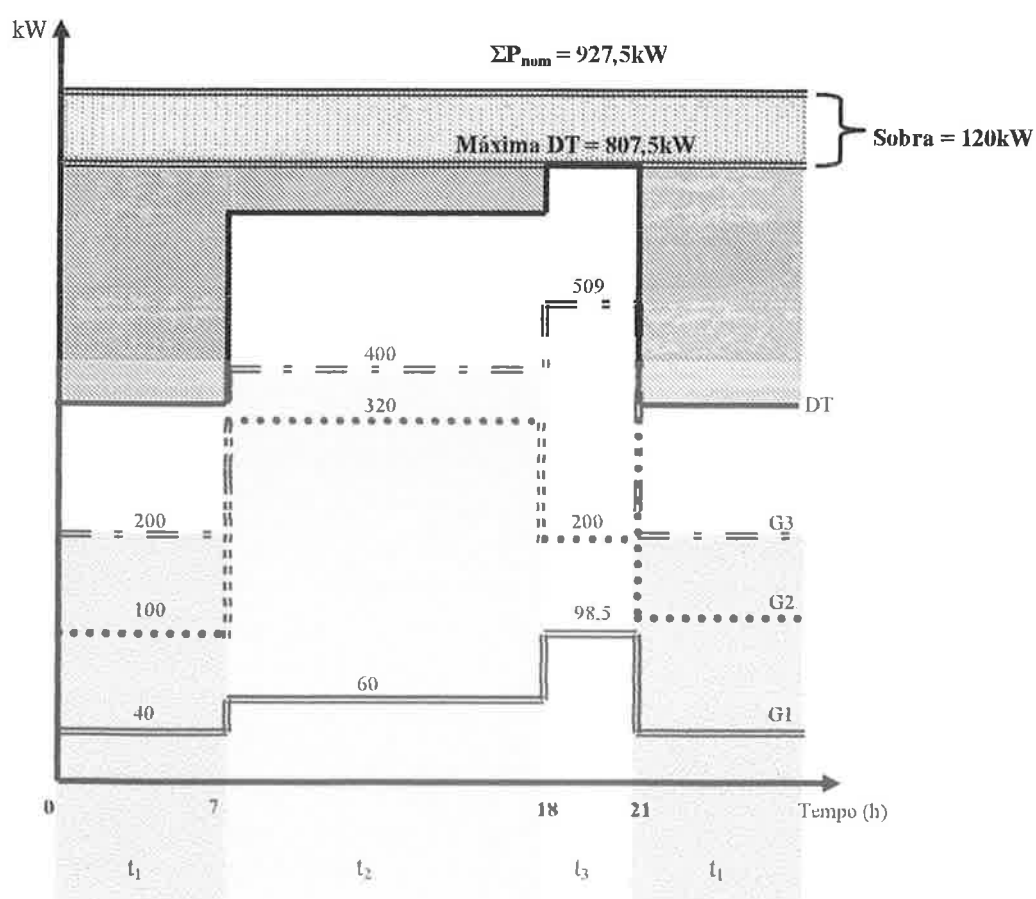 kW
ΣPnum = 927,5kW
Máxima DT = 807,5kW
Sobra = 120kW
509
400
320
DT
200
200
G3
100
98,5
G2
60
40
G1
0 7 18 21 Tempo (h)
t1 t2 t3 t1